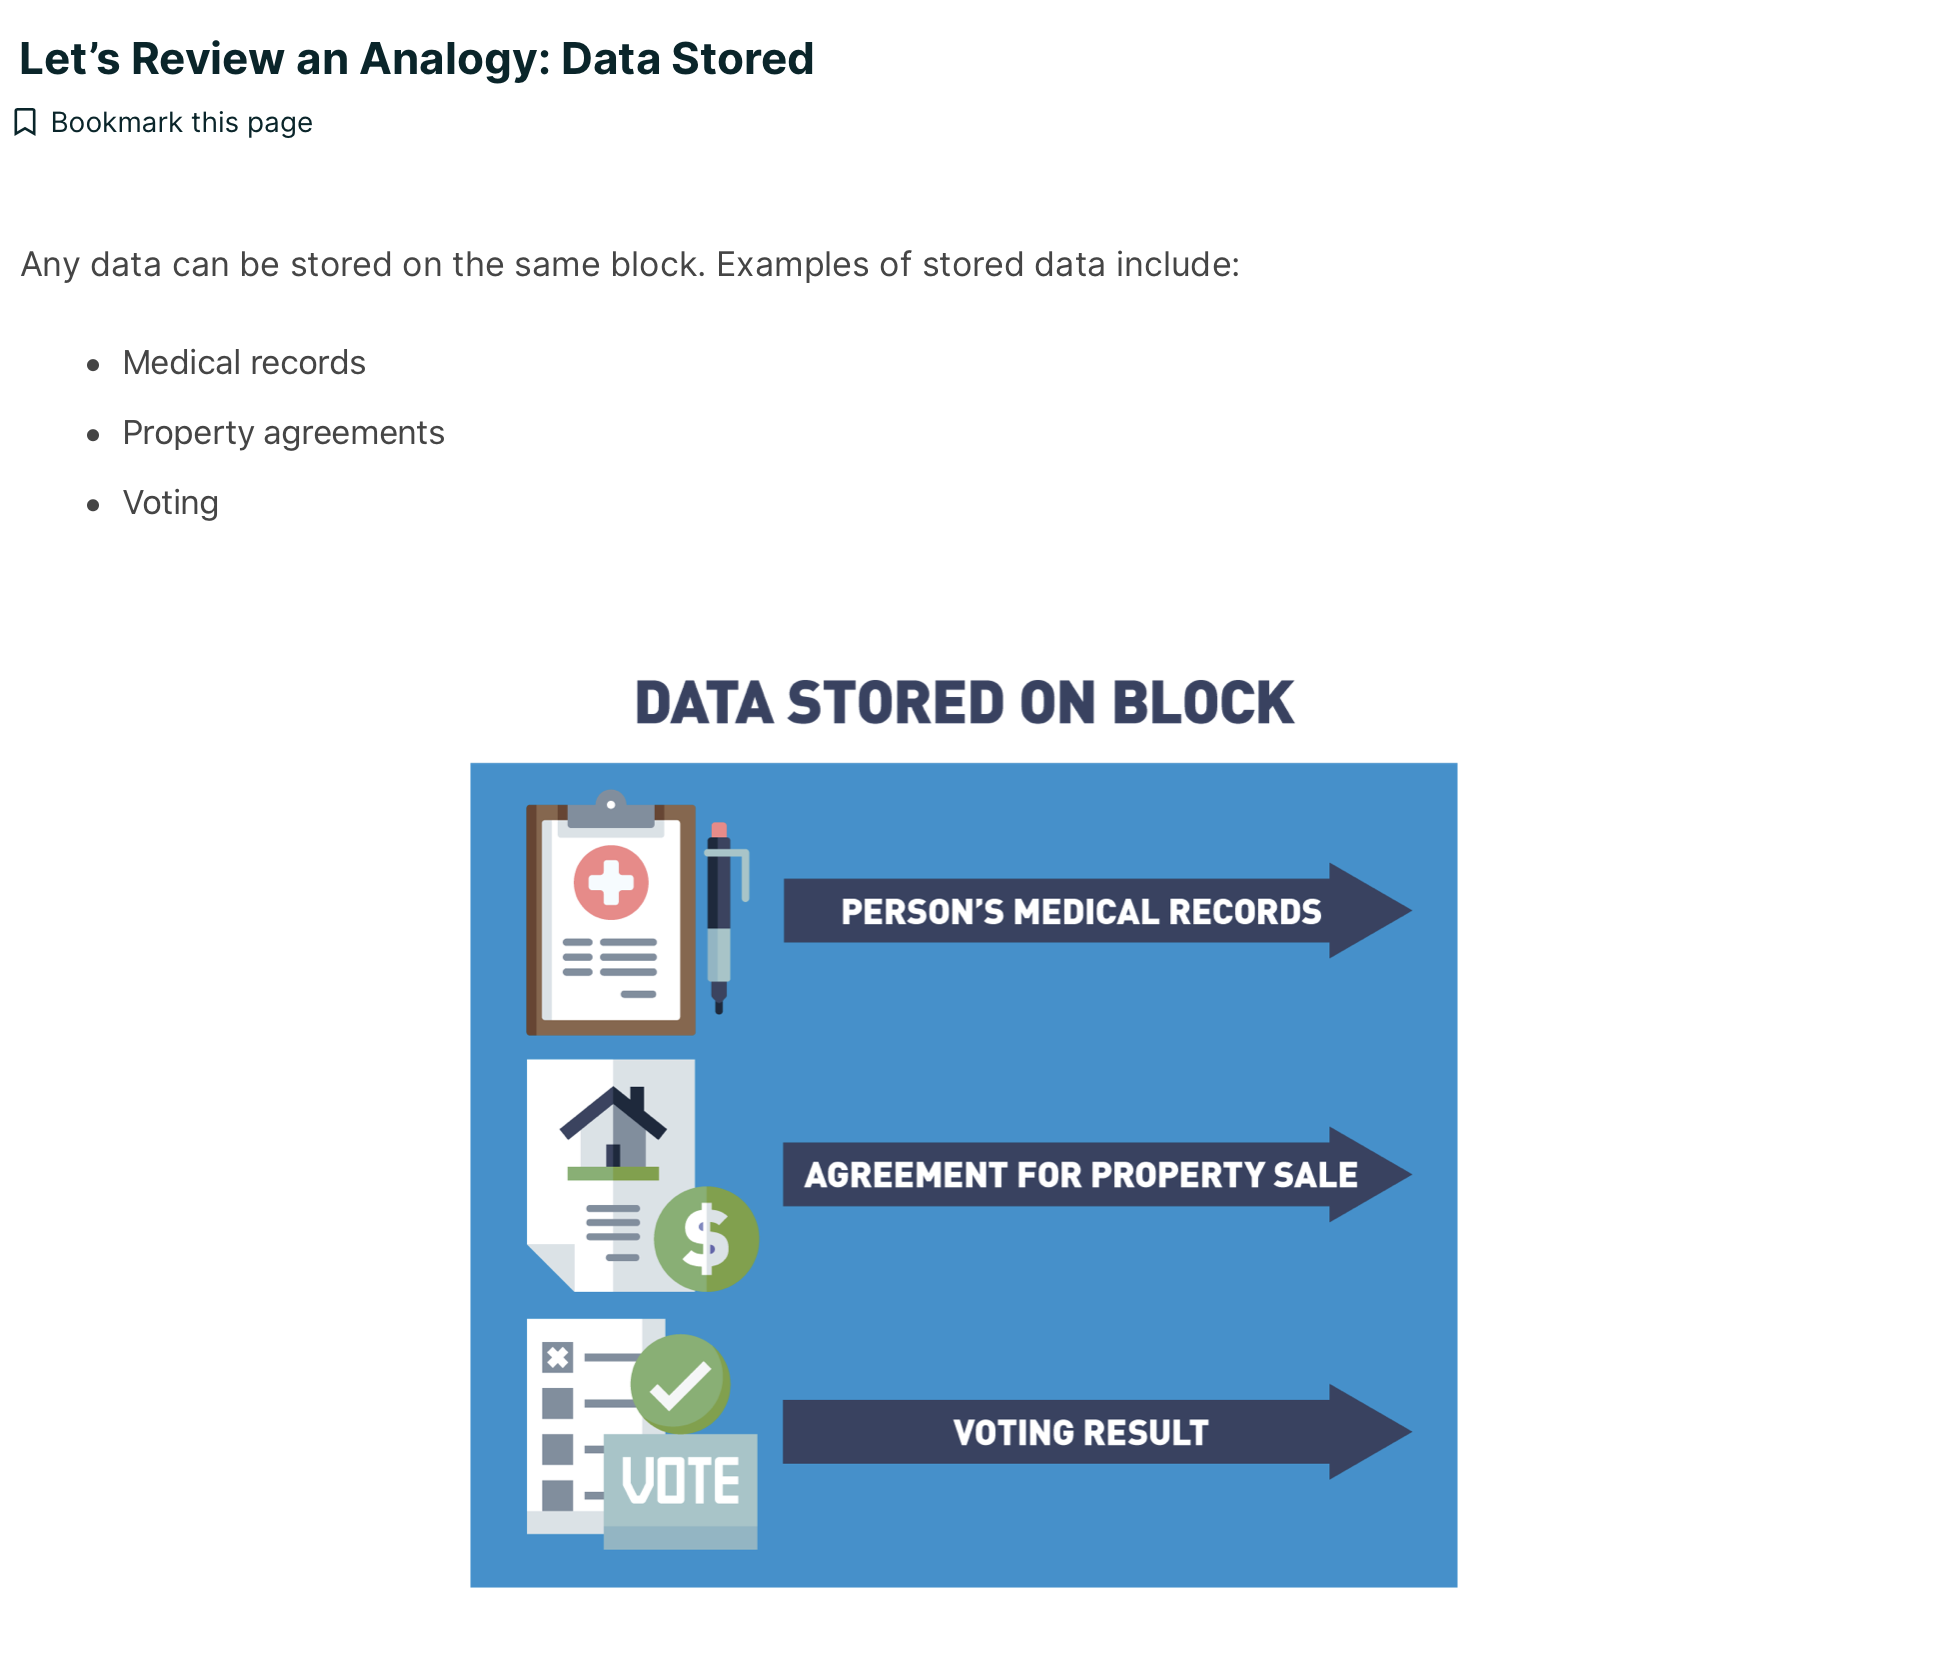 Let’s Review an Analogy: Data Stored
Bookmark this page
Any data can be stored on the same block. Examples of stored data include:
• Medical records
• Property agreements
• Voting
DATA STORED ON BLOCK
PERSON’S MEDICAL RECORDS
AGREEMENT FOR PROPERTY SALE
$
VOTING RESULT
VOTE